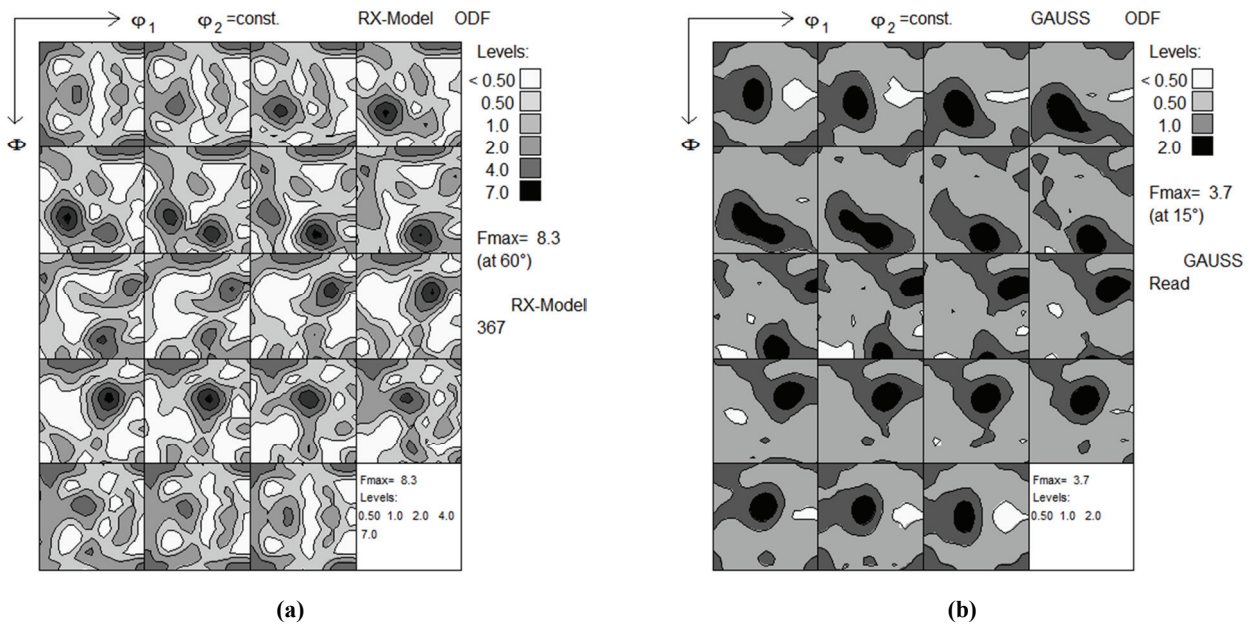 φ1 φ2 =const. RX-Model ODF
Φ
Levels:
< 0.50
0.50
1.0
2.0
4.0
7.0
Fmax= 8.3
(at 60°)
RX-Model
367
Fmax= 8.3
Levels:
0.50 1.0 2.0 4.0
7.0
(a)
φ1 φ2 =const. GAUSS ODF
Φ
Levels:
< 0.50
0.50
1.0
2.0
Fmax= 3.7
(at 15°)
GAUSS
Read
Fmax= 3.7
Levels:
0.50 1.0 2.0
(b)